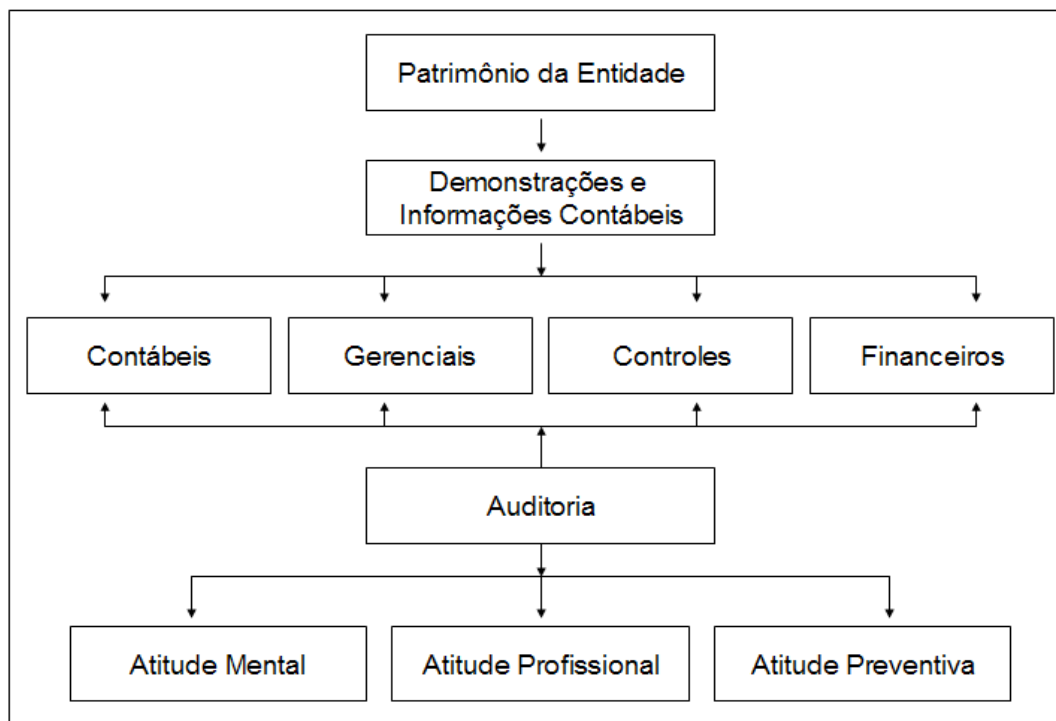 Patrimônio da Entidade
Demonstrações e
Informações Contábeis
Contábeis
Gerenciais
Controles
Financeiros
Auditoria
Atitude Mental
Atitude Profissional
Atitude Preventiva